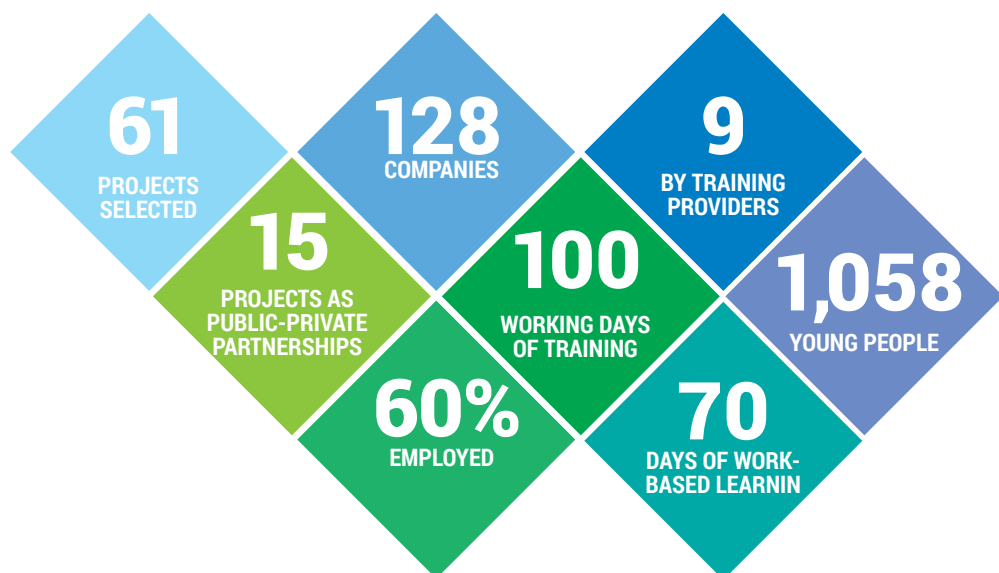 61
PROJECTS
SELECTED
128
COMPANIES
9
BY TRAINING
PROVIDERS
15
PROJECTS AS
PUBLIC-PRIVATE
PARTNERSHIPS
100
WORKING DAYS
OF TRAINING
1,058
YOUNG PEOPLE
60%
EMPLOYED
70
DAYS OF WORK-
BASED LEARNIN